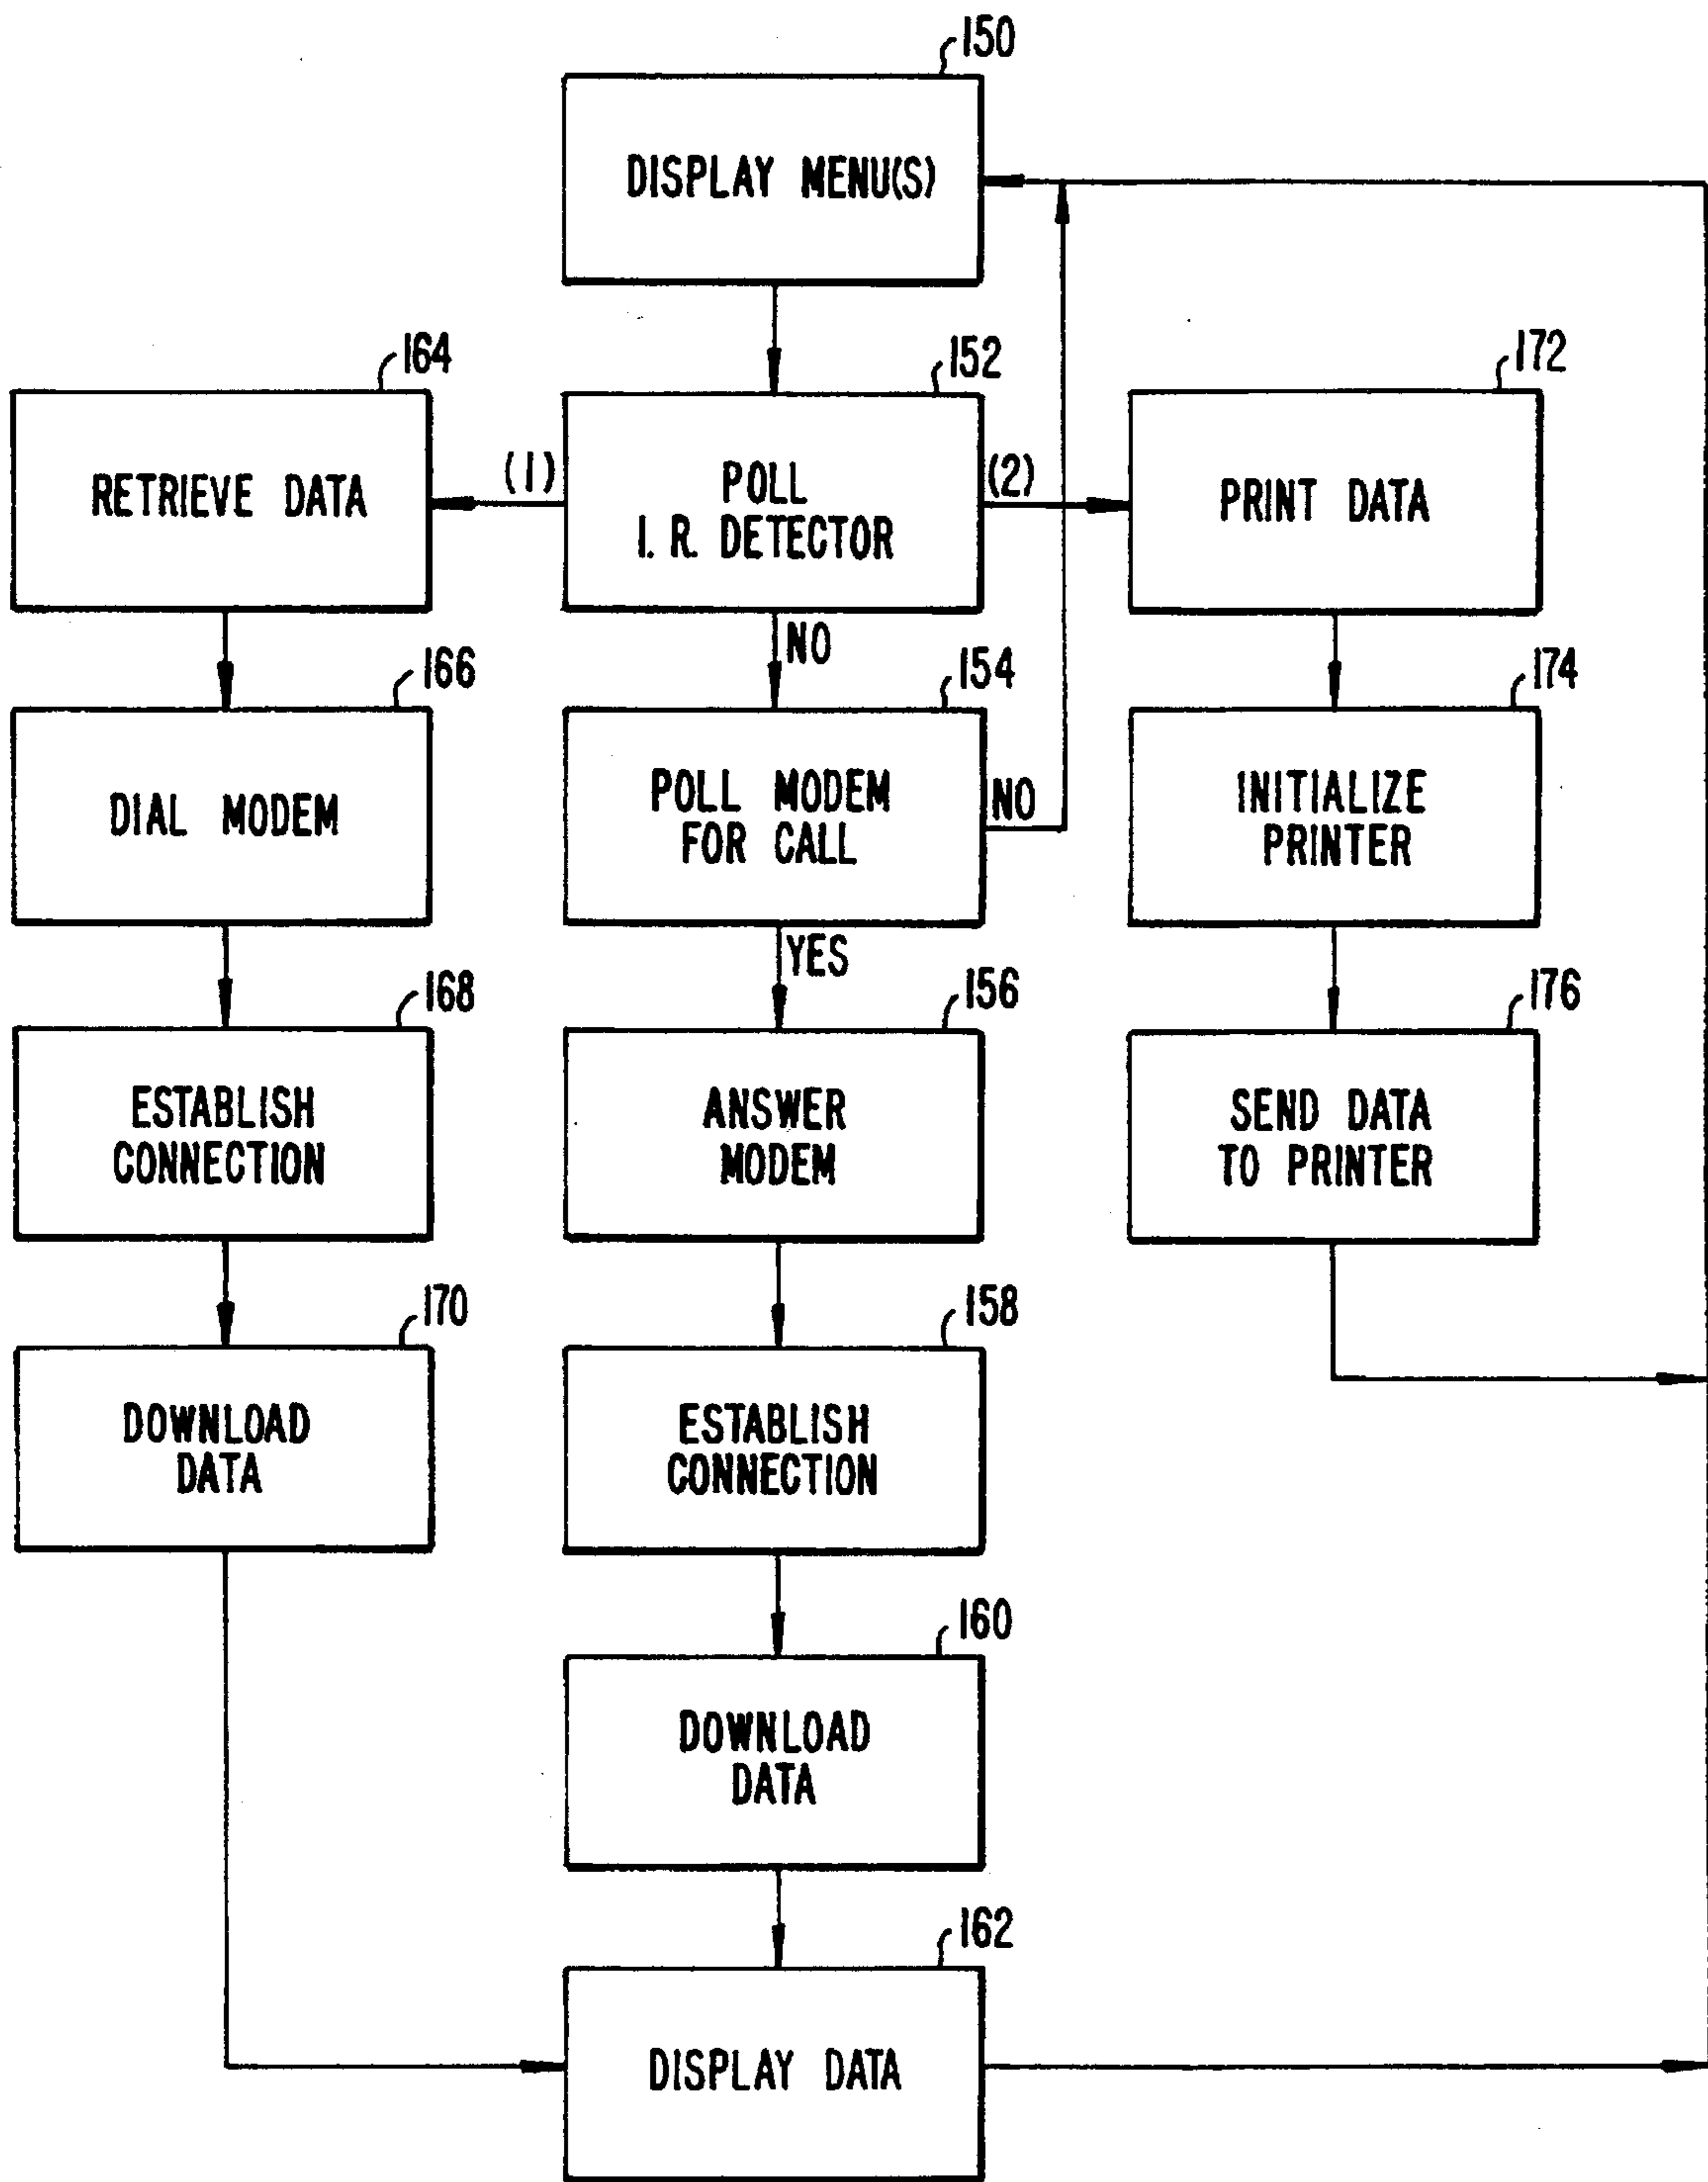 150
DISPLAY MENU(S)
164
152
172
RETRIEVE DATA
(1)
POLL
I. R. DETECTOR
(2)
PRINT DATA
NO
166
154
174
DIAL MODEM
POLL MODEM
FOR CALL
NO
INITIALIZE
PRINTER
YES
168
156
176
ESTABLISH
CONNECTION
ANSWER
MODEM
SEND DATA
TO PRINTER
170
158
DOWNLOAD
DATA
ESTABLISH
CONNECTION
160
DOWNLOAD
DATA
162
DISPLAY DATA